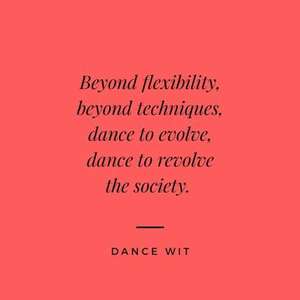 Beyond flexibility,
beyond techniques,
dance to evolve,
dance to revolve
the society.
DANCE WIT